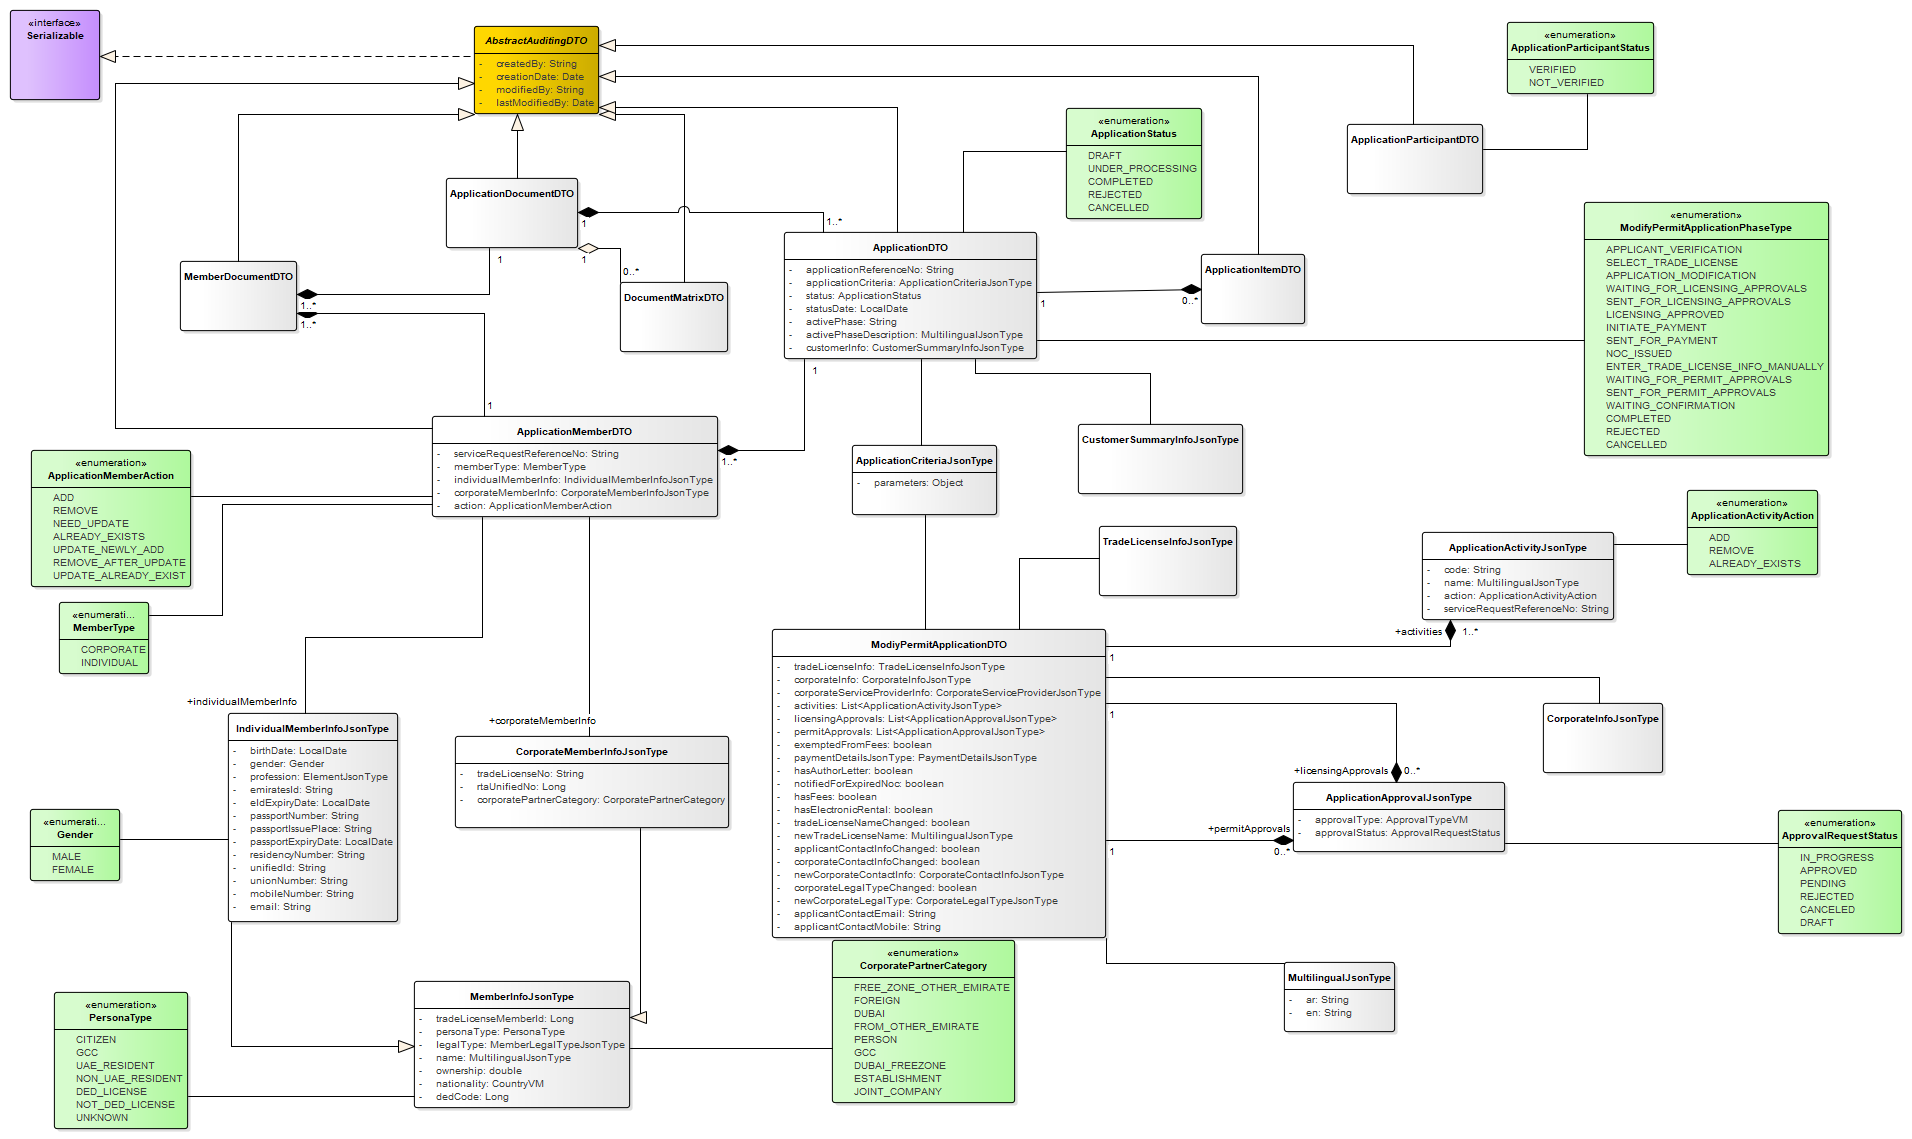 «interface»
Serializable
AbstractAuditingDTO
- createdBy: String
- creationDate: Date
- modifiedBy: String
- lastModifiedBy: Date
«enumeration»
ApplicationParticipantStatus
VERIFIED
NOT_VERIFIED
ApplicationParticipantDTO
«enumeration»
ApplicationStatus
DRAFT
UNDER_PROCESSING
COMPLETED
REJECTED
CANCELLED
ApplicationDocumentDTO
1
1..*
1
1
0..*
MemberDocumentDTO
1..*
1..*
DocumentMatrixDTO
ApplicationDTO
- applicationReferenceNo: String
- applicationCriteria: ApplicationCriteriaJsonType
- status: ApplicationStatus
- statusDate: LocalDate
- activePhase: String
- activePhaseDescription: MultilingualJsonType
- customerInfo: CustomerSummaryInfoJsonType
1
0..*
1
ApplicationItemDTO
«enumeration»
ModifyPermitApplicationPhaseType
APPLICANT_VERIFICATION
SELECT_TRADE_LICENSE
APPLICATION_MODIFICATION
WAITING_FOR_LICENSING_APPROVALS
SENT_FOR_LICENSING_APPROVALS
LICENSING_APPROVED
INITIATE_PAYMENT
SENT_FOR_PAYMENT
NOC_ISSUED
ENTER_TRADE_LICENSE_INFO_MANUALLY
WAITING_FOR_PERMIT_APPROVALS
SENT_FOR_PERMIT_APPROVALS
WAITING_CONFIRMATION
COMPLETED
REJECTED
CANCELLED
1
ApplicationMemberDTO
- serviceRequestReferenceNo: String
- memberType: MemberType
- individualMemberInfo: IndividualMemberInfoJsonType
- corporateMemberInfo: CorporateMemberInfoJsonType
- action: ApplicationMemberAction
1..*
ApplicationCriteriaJsonType
- parameters: Object
CustomerSummaryInfoJsonType
«enumeration»
ApplicationMemberAction
ADD
REMOVE
NEED_UPDATE
ALREADY_EXISTS
UPDATE_NEWLY_ADD
REMOVE_AFTER_UPDATE
UPDATE_ALREADY_EXIST
«enumerati...
MemberType
CORPORATE
INDIVIDUAL
TradeLicenseInfoJsonType
ApplicationActivityJsonType
- code: String
- name: MultilingualJsonType
- action: ApplicationActivityAction
- serviceRequestReferenceNo: String
«enumeration»
ApplicationActivityAction
ADD
REMOVE
ALREADY_EXISTS
+activities
1..*
1
ModiyPermitApplicationDTO
- tradeLicenseInfo: TradeLicenseInfoJsonType
- corporateInfo: CorporateInfoJsonType
- corporateServiceProviderInfo: CorporateServiceProviderJsonType
- activities: List<ApplicationActivityJsonType>
- licensingApprovals: List<ApplicationApprovalJsonType>
- permitApprovals: List<ApplicationApprovalJsonType>
- exemptedFromFees: boolean
- paymentDetailsJsonType: PaymentDetailsJsonType
- hasAuthorLetter: boolean
- notifiedForExpiredNoc: boolean
- hasFees: boolean
- hasElectronicRental: boolean
- tradeLicenseNameChanged: boolean
- newTradeLicenseName: MultilingualJsonType
- applicantContactInfoChanged: boolean
- corporateContactInfoChanged: boolean
- newCorporateContactInfo: CorporateContactInfoJsonType
- corporateLegalTypeChanged: boolean
- newCorporateLegalType: CorporateLegalTypeJsonType
- applicantContactEmail: String
- applicantContactMobile: String
1
CorporateInfoJsonType
+licensingApprovals
0..*
ApplicationApprovalJsonType
- approvalType: ApprovalTypeVM
- approvalStatus: ApprovalRequestStatus
+permitApprovals
0..*
1
«enumeration»
ApprovalRequestStatus
IN_PROGRESS
APPROVED
PENDING
REJECTED
CANCELED
DRAFT
+individualMemberInfo
IndividualMemberInfoJsonType
- birthDate: LocalDate
- gender: Gender
- profession: ElementJsonType
- emiratesId: String
- eIdExpiryDate: LocalDate
- passportNumber: String
- passportIssuePlace: String
- passportExpiryDate: LocalDate
- residencyNumber: String
- unifiedId: String
- unionNumber: String
- mobileNumber: String
- email: String
+corporateMemberInfo
CorporateMemberInfoJsonType
- tradeLicenseNo: String
- rtaUnifiedNo: Long
- corporatePartnerCategory: CorporatePartnerCategory
«enumerati...
Gender
MALE
FEMALE
«enumeration»
CorporatePartnerCategory
FREE_ZONE_OTHER_EMIRATE
FOREIGN
DUBAI
FROM_OTHER_EMIRATE
PERSON
GCC
DUBAI_FREEZONE
ESTABLISHMENT
JOINT_COMPANY
MultilingualJsonType
- ar: String
- en: String
«enumeration»
PersonaType
CITIZEN
GCC
UAE_RESIDENT
NON_UAE_RESIDENT
DED_LICENSE
NOT_DED_LICENSE
UNKNOWN
MemberInfoJsonType
- tradeLicenseMemberId: Long
- personaType: PersonaType
- legalType: MemberLegalTypeJsonType
- name: MultilingualJsonType
- ownership: double
- nationality: CountryVM
- dedCode: Long